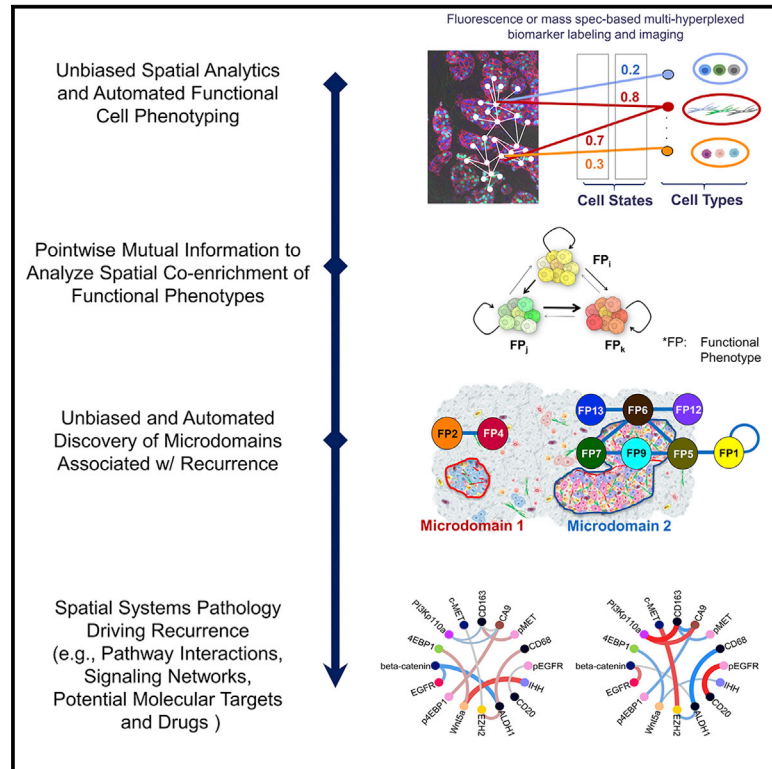 Fluorescence or mass spec-based multi-hyperplexed
biomarker labeling and imaging
Unbiased Spatial Analytics
and Automated Functional
Cell Phenotyping
0.2
0.8
0.7
0.3
Cell States
Cell Types
Pointwise Mutual Information to
Analyze Spatial Co-enrichment of
Functional Phenotypes
FPi
FPj
FPk
*FP: Functional
Phenotype
Unbiased and Automated
Discovery of Microdomains
Associated w/ Recurrence
FP2
FP4
FP13
FP6
FP12
FP7
FP9
FP5
FP1
Microdomain 1
Microdomain 2
Spatial Systems Pathology
Driving Recurrence
(e.g., Pathway Interactions,
Signaling Networks,
Potential Molecular Targets
and Drugs )
PI3Kp110a
c-MET
CD163
CA9
pMET
CD68
pEGFR
IHH
CD20
ALDH1
EZH2
Wnt5a
p4EBP1
EGFR
beta-catenin
4EBP1
PI3Kp110a
c-MET
CD163
CA9
pMET
CD68
pEGFR
IHH
CD20
ALDH1
EZH2
Wnt5a
p4EBP1
EGFR
beta-catenin
4EBP1